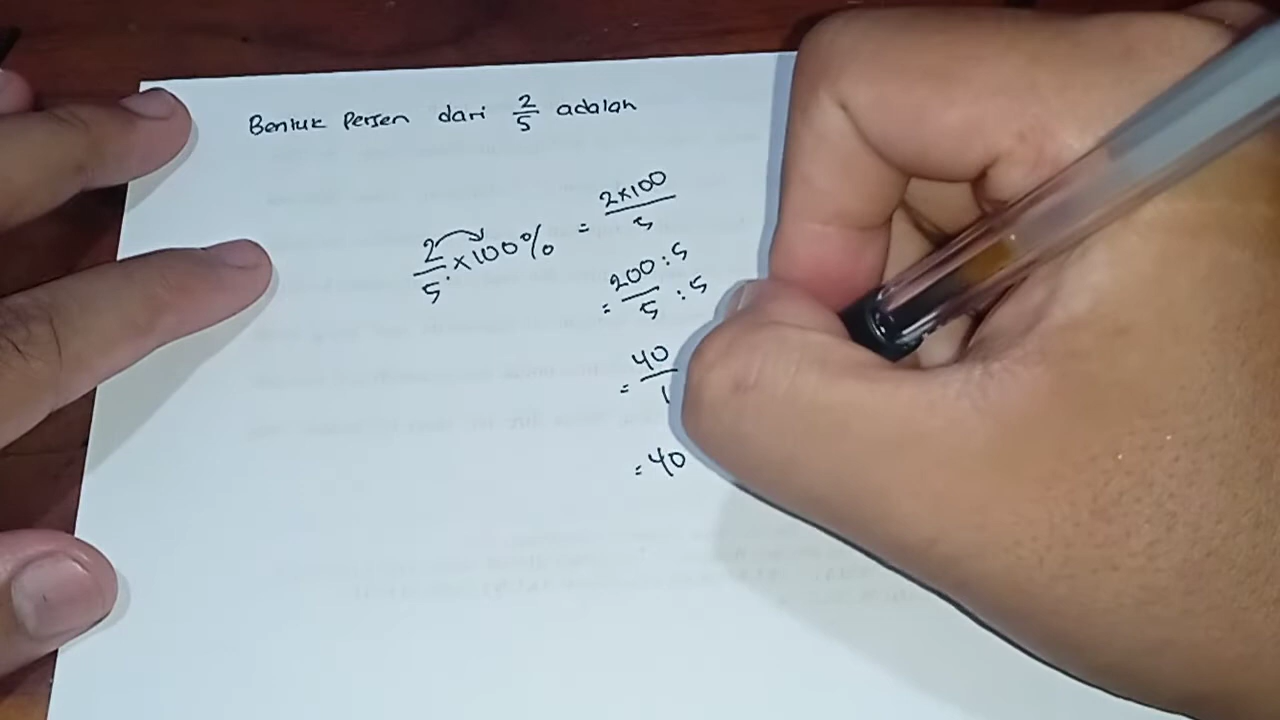 Bentuk Persen dari 2/5 adalah
2/5 × 100% = 2×100/5
= 200 : 5/5 : 5
= 40/1
= 40